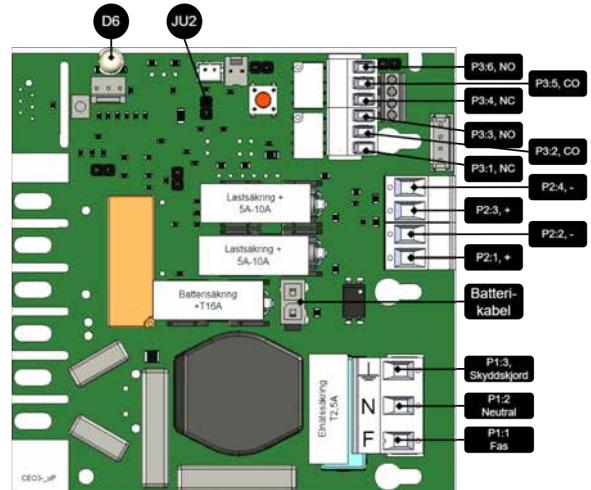 D6
JU2
P3:6, NO
P3:5, CO
P3:4, NC
P3:3, NO
P3:2, CO
P3:1, NC
P2:4, -
P2:3, +
P2:2, -
P2:1, +
Lastsäkring +
5A-10A
Lastsäkring +
5A-10A
Batterisäkring
+T16A
Batteri-
kabel
Elnätssäkring
T2,5A
N
F
P1:3,
Skyddskjord
P1:2
Neutral
P1:1
Fas
CEO3-_uP